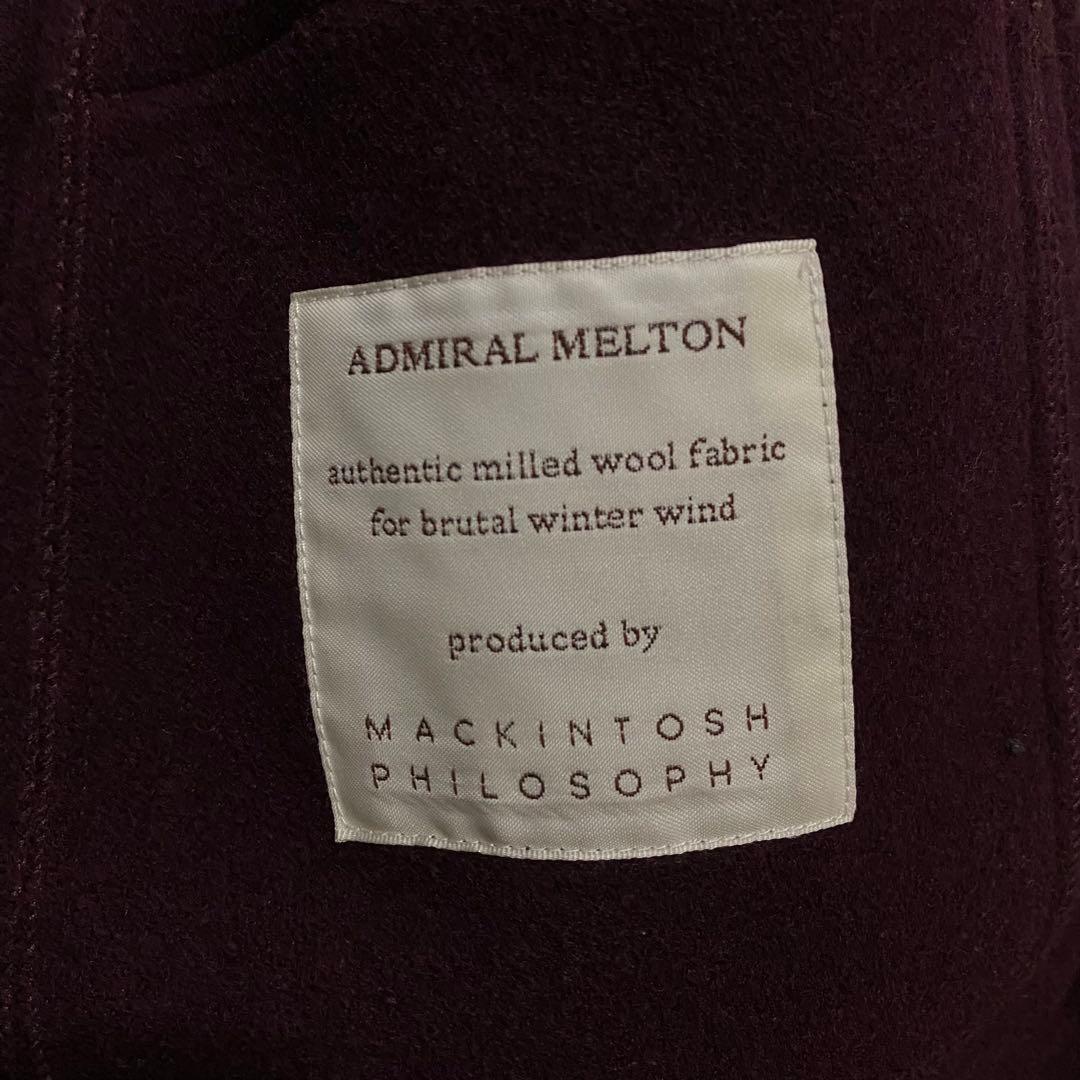 ADMIRAL MELTON
authentic milled wool fabric
for brutal winter wind
produced by
MACKINTOSH
PHILOSOPHY